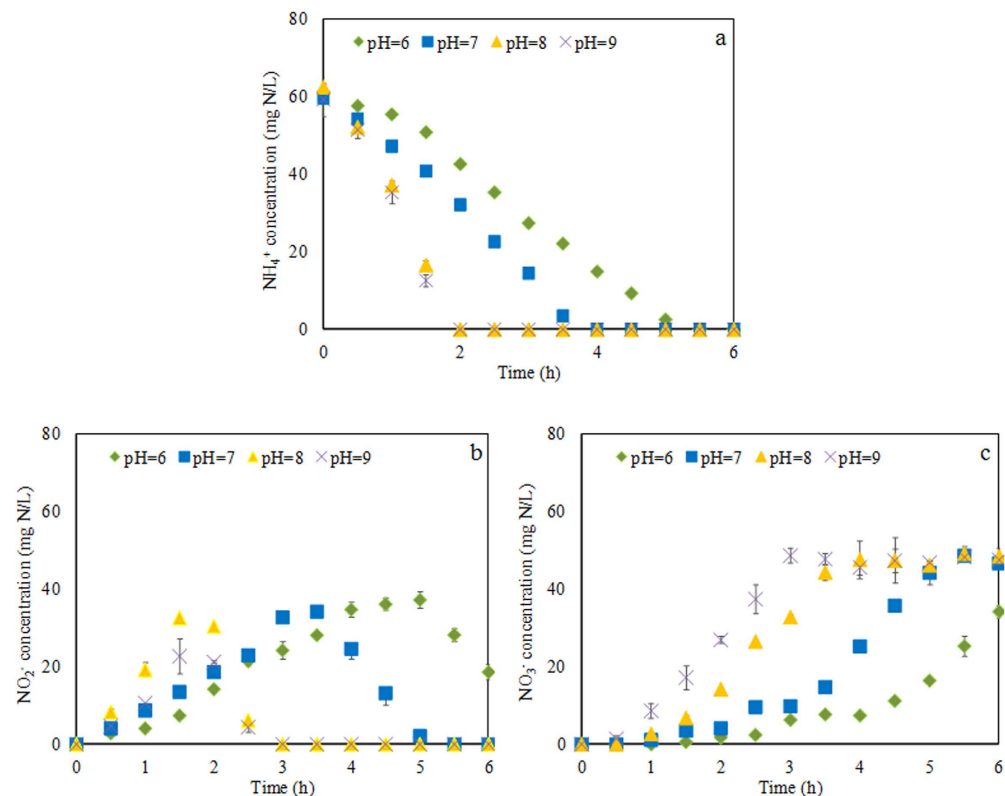 80
pH=6 pH=7 pH=8 pH=9
a
60
40
20
0
NH₄⁺ concentration (mg N/L)
0 2 4 6
Time (h)
80
pH=6 pH=7 pH=8 pH=9
b
60
40
20
0
NO₂⁻ concentration (mg N/L)
0 1 2 3 4 5 6
Time (h)
80
pH=6 pH=7 pH=8 pH=9
c
60
40
20
0
NO₃⁻ concentration (mg N/L)
0 1 2 3 4 5 6
Time (h)